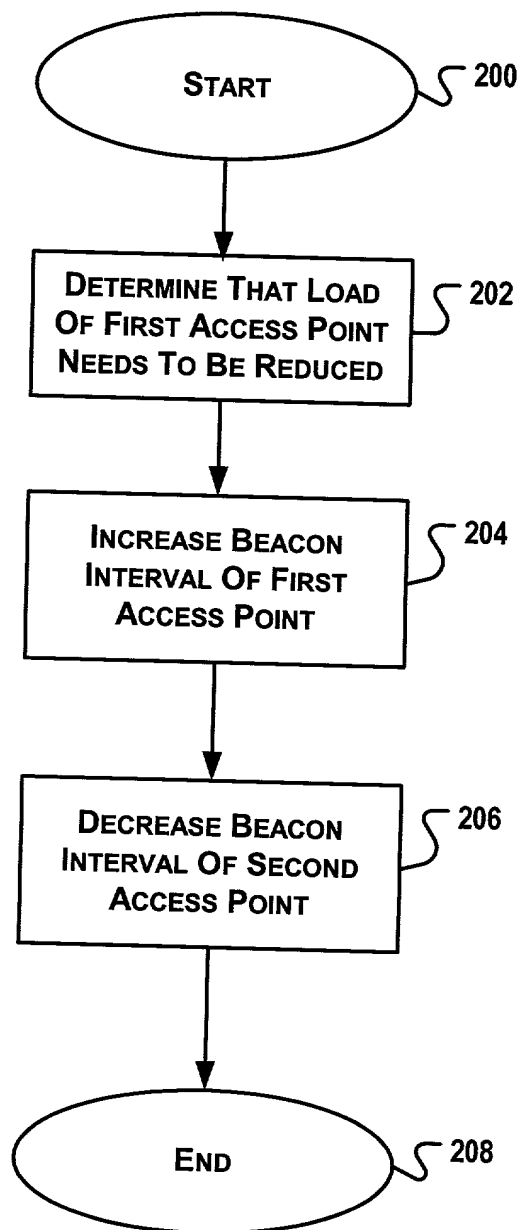 START
200
DETERMINE THAT LOAD
OF FIRST ACCESS POINT
NEEDS TO BE REDUCED
202
INCREASE BEACON
INTERVAL OF FIRST
ACCESS POINT
204
DECREASE BEACON
INTERVAL OF SECOND
ACCESS POINT
206
END
208